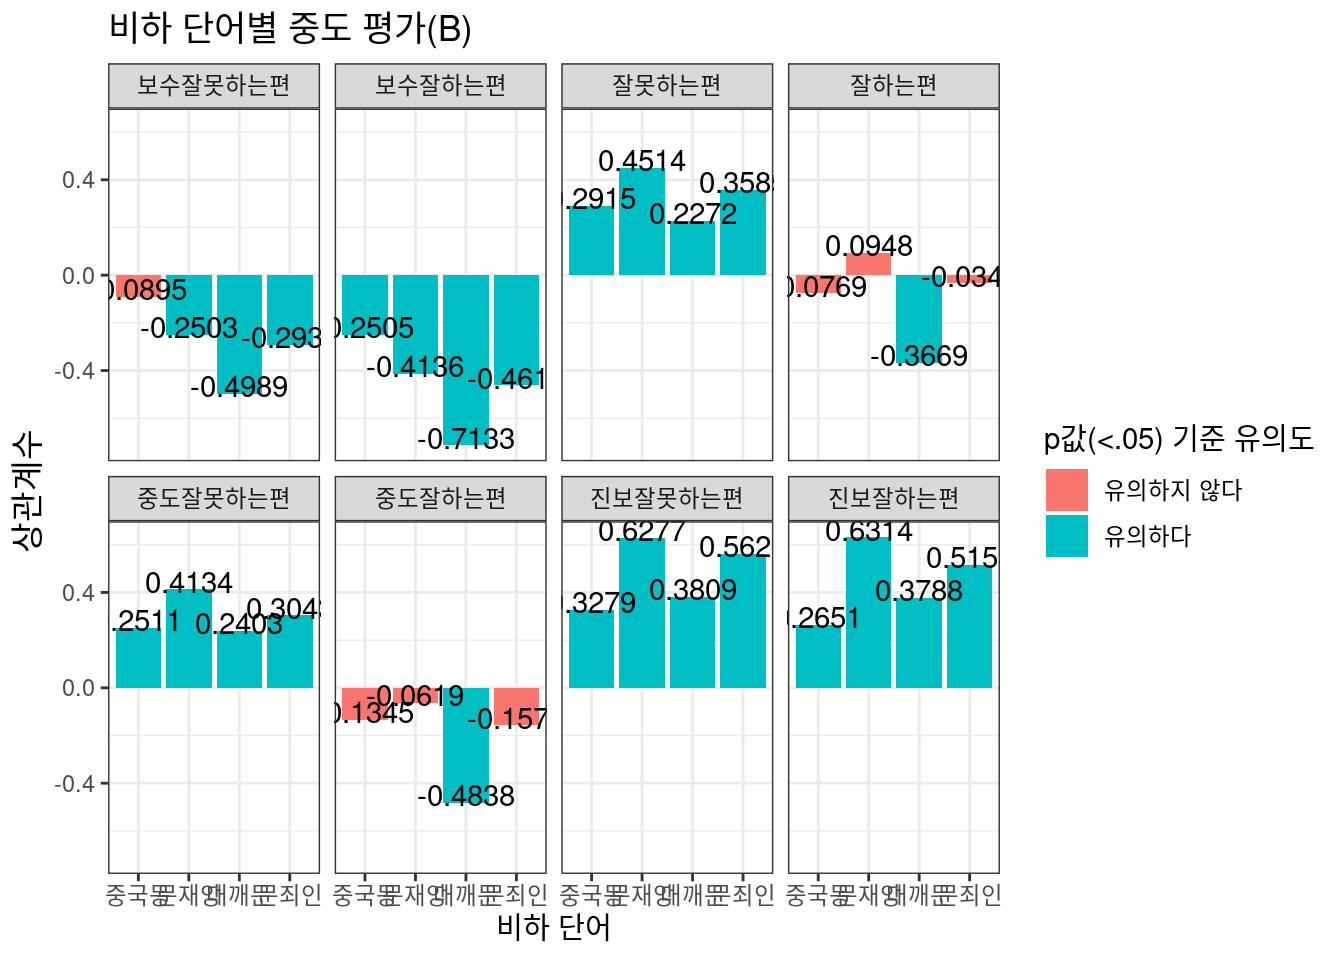 비하 단어별 중도 평가(B)
보수잘못하는편 보수잘하는편 잘못하는편 잘하는편
0.4
0.0
-0.4
0.0895 -0.2503 -0.4989 -0.293
0.2505 -0.4136 -0.7133 -0.461
.2915 0.4514 0.2272 0.358
0.0769 0.0948 -0.3669 -0.034
중도잘못하는편 중도잘하는편 진보잘못하는편 진보잘하는편
0.4
0.0
-0.4
.2511 0.4134 0.2403 0.304
0.1345 -0.0619 -0.4838 -0.157
.3279 0.6277 0.3809 0.562
.2651 0.6314 0.3788 0.515
상관계수
비하 단어
p값(<.05) 기준 유의도
유의하지 않다
유의하다